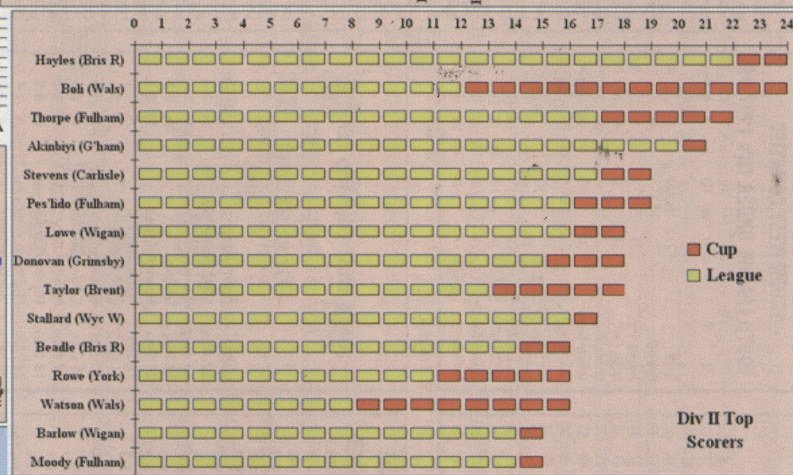 0 1 2 3 4 5 6 7 8 9 10 11 12 13 14 15 16 17 18 19 20 21 22 23 24
Hayles (Bris R)
Boli (Wals)
Thorpe (Fulham)
Akinbiyi (G'ham)
Stevens (Carlisle)
Pes'lido (Fulham)
Lowe (Wigan)
Donovan (Grimsby)
Taylor (Brent)
Stallard (Wyc W)
Beadle (Bris R)
Rowe (York)
Watson (Wals)
Barlow (Wigan)
Moody (Fulham)
Cup
League
Div II Top
Scorers